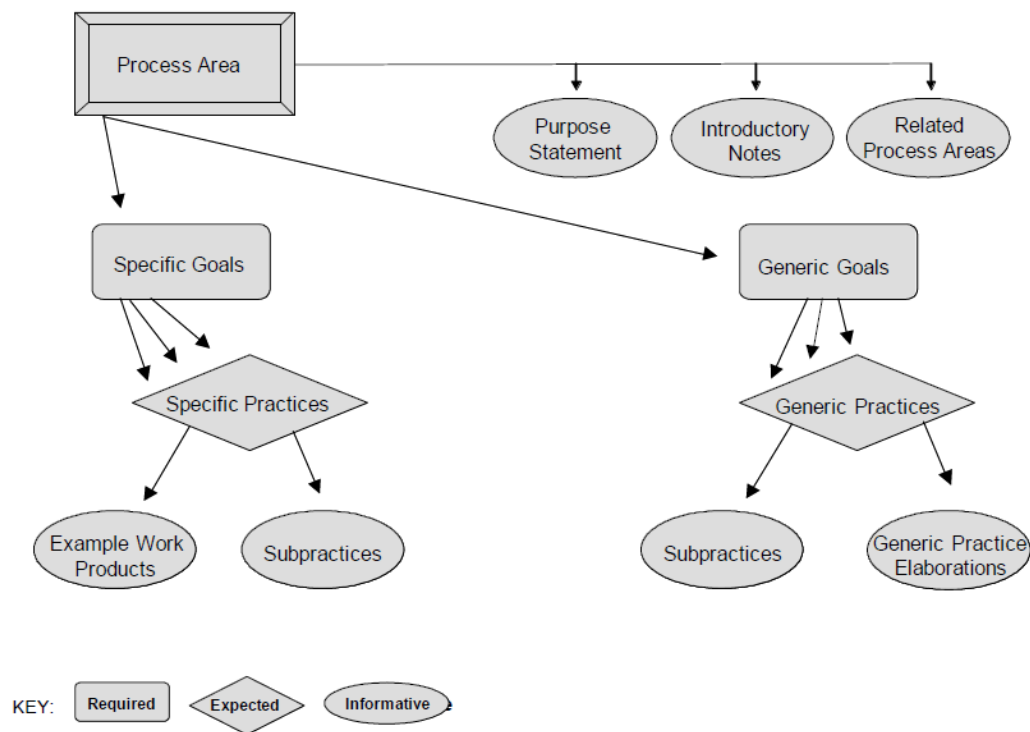 Process Area
Purpose
Statement
Introductory
Notes
Related
Process Areas
Specific Goals
Generic Goals
Specific Practices
Generic Practices
Example Work
Products
Subpractices
Subpractices
Generic Practice
Elaborations
KEY:
Required
Expected
Informative